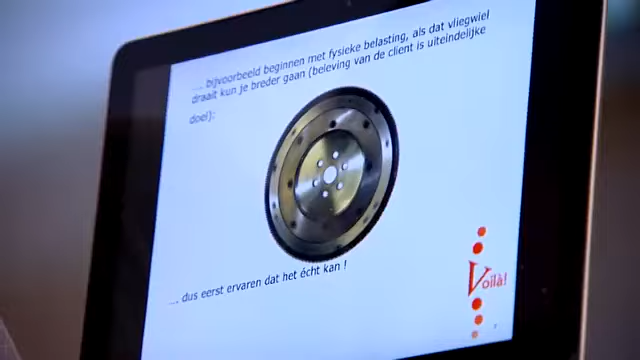 ... bijvoorbeeld beginnen met fysieke belasting, als dat vliegwiel
draait kun je breder gaan (beleving van de client is uiteindelijke
doel):
... dus eerst ervaren dat het écht kan !
Voilà!
7